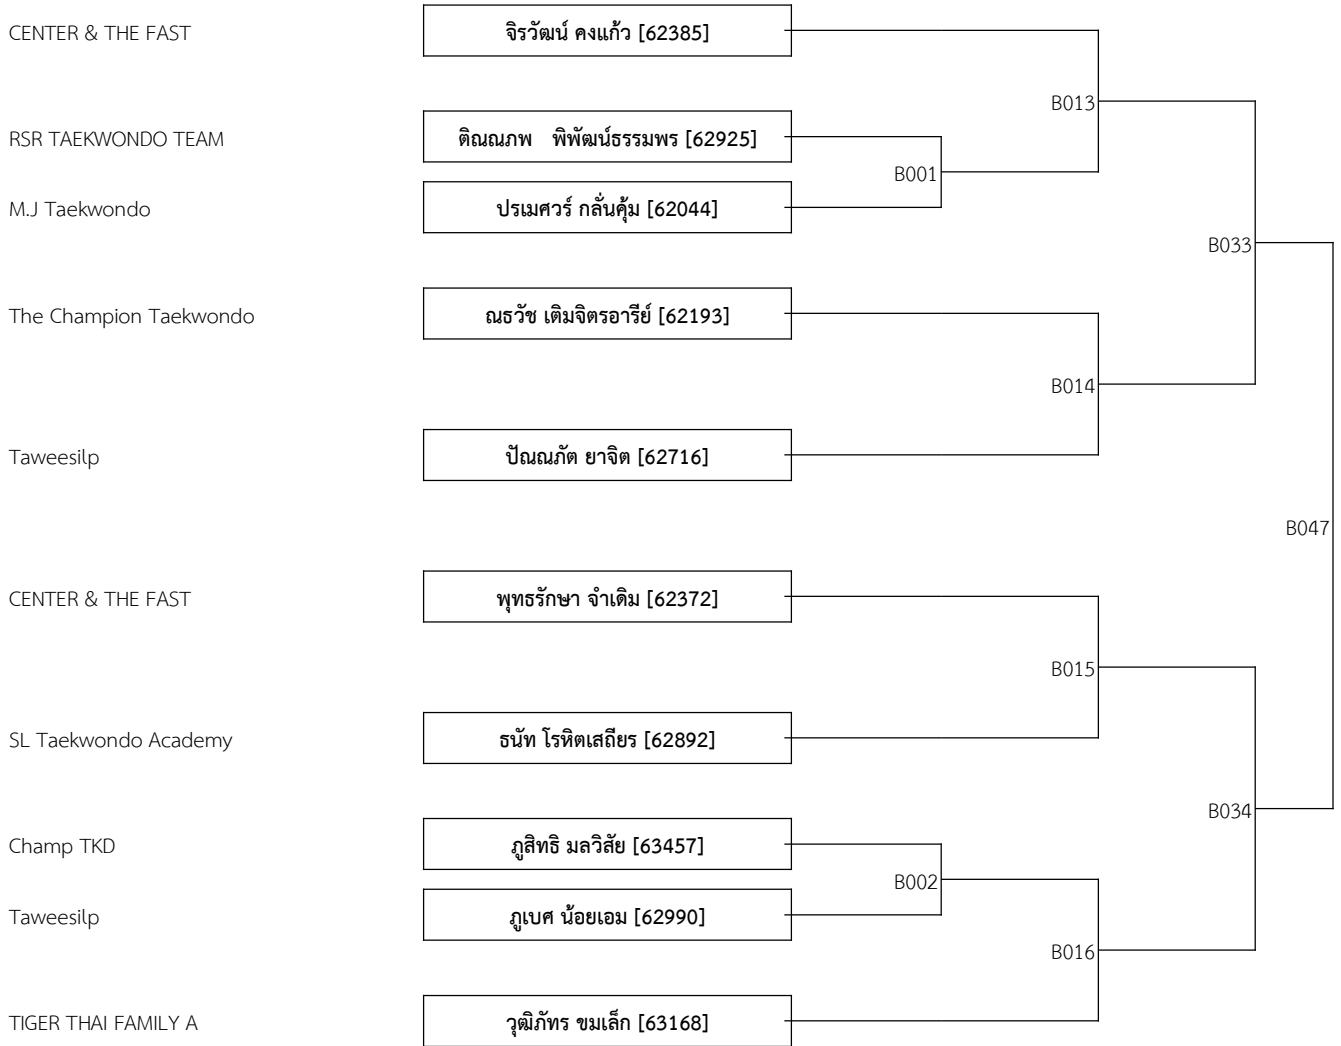 CENTER & THE FAST
จิรวัฒน์ คงแก้ว [62385]
B013
RSR TAEKWONDO TEAM
ติณณภพ พิพัฒน์ธรรมพร [62925]
B001
M.J Taekwondo
ปรเมศวร์ กลั่นคุ้ม [62044]
B033
The Champion Taekwondo
ณธวัช เติมจิตรอารีย์ [62193]
B014
Taweesilp
ปัณณภัต ยาจิต [62716]
B047
CENTER & THE FAST
พุทธรักษา จำเดิม [62372]
B015
SL Taekwondo Academy
ธนัท โรหิตเสถียร [62892]
B034
Champ TKD
ภูสิทธิ มลวิสัย [63457]
B002
Taweesilp
ภูเบศ น้อยเอม [62990]
B016
TIGER THAI FAMILY A
วุฒิภัทร ขมเล็ก [63168]